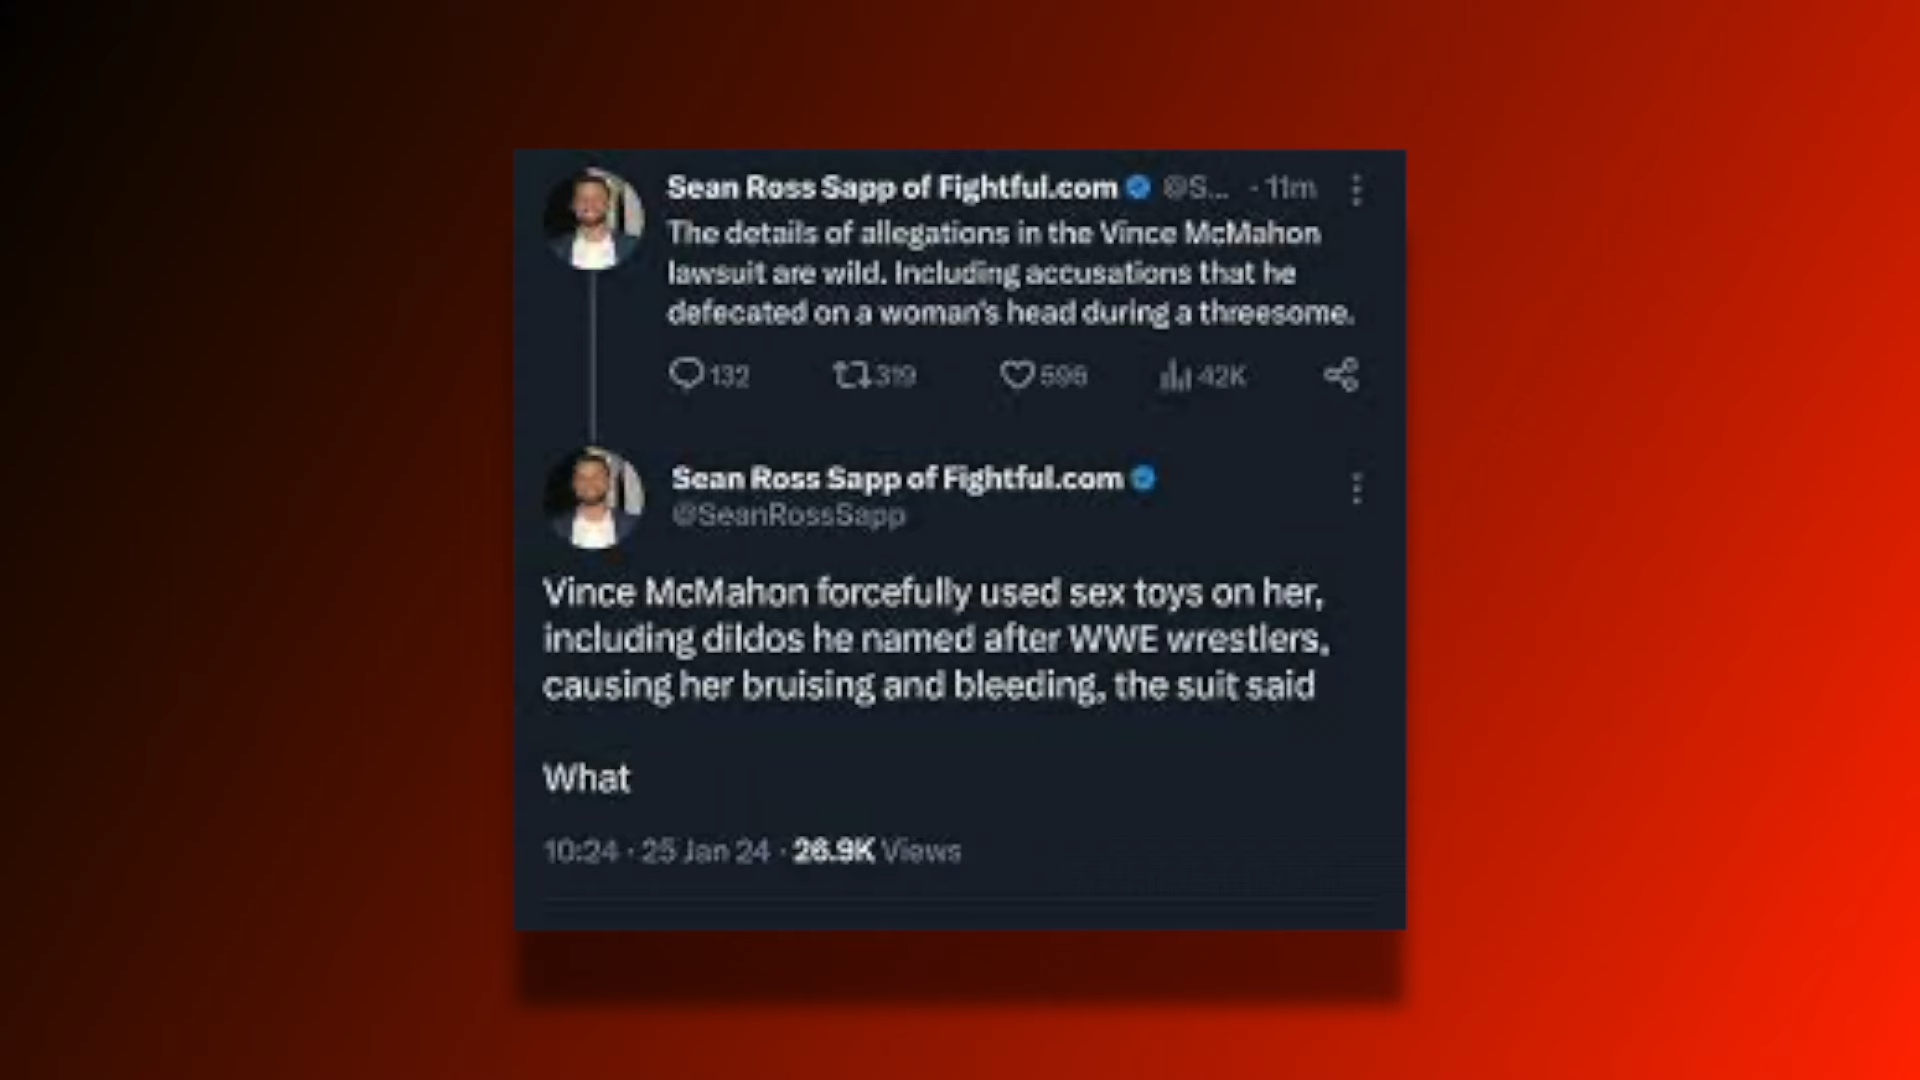 Sean Ross Sapp of Fightful.com @S... · 11m
The details of allegations in the Vince McMahon
lawsuit are wild. Including accusations that he
defecated on a woman's head during a threesome.
132 319 596 42K
Sean Ross Sapp of Fightful.com
@SeanRossSapp
Vince McMahon forcefully used sex toys on her,
including dildos he named after WWE wrestlers,
causing her bruising and bleeding, the suit said
What
10:24 · 25 Jan 24 · 26.9K Views